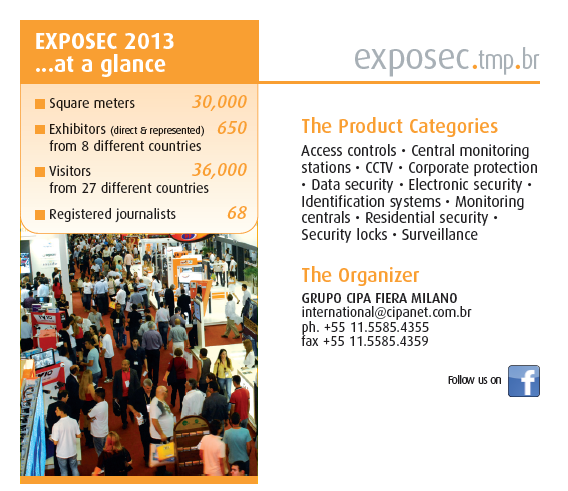 EXPOSEC 2013
...at a glance
Square meters 30,000
Exhibitors (direct & represented) 650
from 8 different countries
Visitors 36,000
from 27 different countries
Registered journalists 68
exposec.tmp.br
The Product Categories
Access controls • Central monitoring
stations • CCTV • Corporate protection
• Data security • Electronic security •
Identification systems • Monitoring
centrals • Residential security •
Security locks • Surveillance
The Organizer
GRUPO CIPA FIERA MILANO
international@cipanet.com.br
ph. +55 11.5585.4355
fax +55 11.5585.4359
Follow us on
f